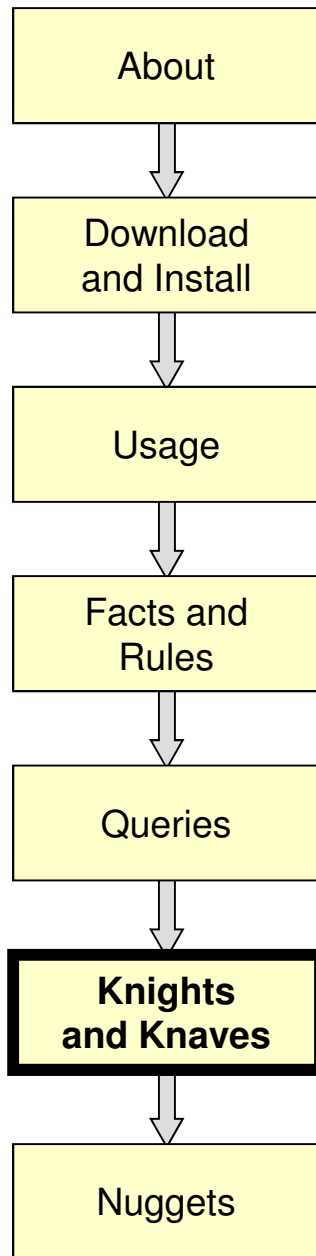 About
Download
and Install
Usage
Facts and
Rules
Queries
Knights
and Knaves
Nuggets